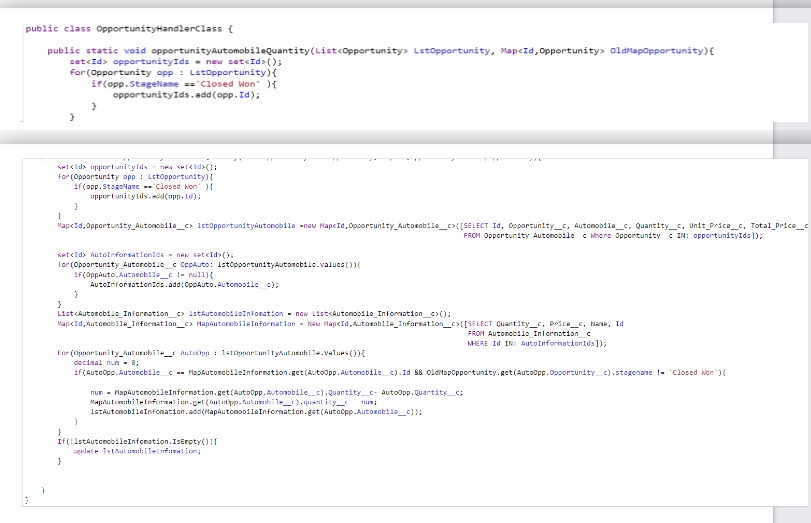 public class OpportunityHandlerClass {
public static void opportunityAutomobileQuantity(List<Opportunity> LstOpportunity, Map<Id,Opportunity> OldMapOpportunity){
set<Id> opportunityIds = new set<Id>();
for(Opportunity opp : LstOpportunity){
if(opp.StageName =='Closed Won' ){
opportunityIds.add(opp.Id);
}
}
set<Id> opportunityIds = new set<Id>();
for(Opportunity opp : LstOpportunity){
if(opp.StageName =='Closed Won' ){
opportunityIds.add(opp.Id);
}
}
Map<Id,Opportunity_Automobile__c> lstOpportunityAutomobile =new Map<Id,Opportunity_Automobile__c>([SELECT Id, Opportunity__c, Automobile__c, Quantity__c, Unit_Price__c, Total_Price__c
FROM Opportunity_Automobile__c Where Opportunity__c IN: opportunityIds]);
set<Id> AutoInformationIds = new set<Id>();
for(Opportunity_Automobile__c OppAuto: lstOpportunityAutomobile.values()){
if(OppAuto.Automobile__c != null){
AutoInformationIds.add(OppAuto.Automobile__c);
}
}
List<Automobile_Information__c> lstAutomobileInfomation = new List<Automobile_Information__c>();
Map<Id,Automobile_Information__c> MapAutomobileInformation = New Map<Id,Automobile_Information__c>([SELECT Quantity__c, Price__c, Name, Id
FROM Automobile_Information__c
WHERE Id IN: AutoInformationIds]);
for(Opportunity_Automobile__c AutoOpp : lstOpportunityAutomobile.Values()){
decimal num = 0;
if(AutoOpp.Automobile__c == MapAutomobileInformation.get(AutoOpp.Automobile__c).Id && OldMapOpportunity.get(AutoOpp.Opportunity__c).stagename != 'Closed Won'){
num = MapAutomobileInformation.get(AutoOpp.Automobile__c).Quantity__c- AutoOpp.Quantity__c;
MapAutomobileInformation.get(AutoOpp.Automobile__c).quantity__c = num;
lstAutomobileInfomation.add(MapAutomobileInformation.get(AutoOpp.Automobile__c));
}
}
If(!lstAutomobileInfomation.IsEmpty()){
update lstAutomobileInfomation;
}
}
}